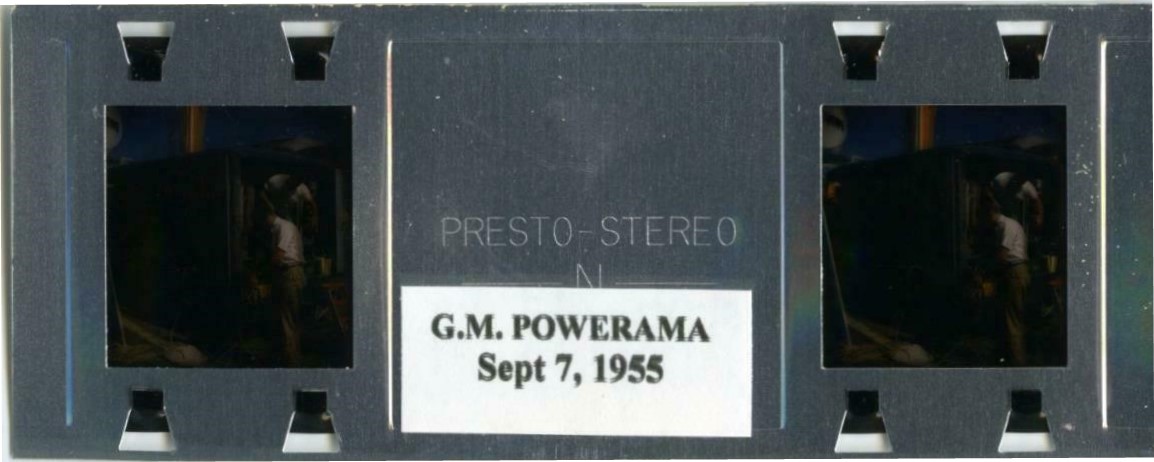 PRESTO-STEREO
N
G.M. POWERAMA
Sept 7, 1955